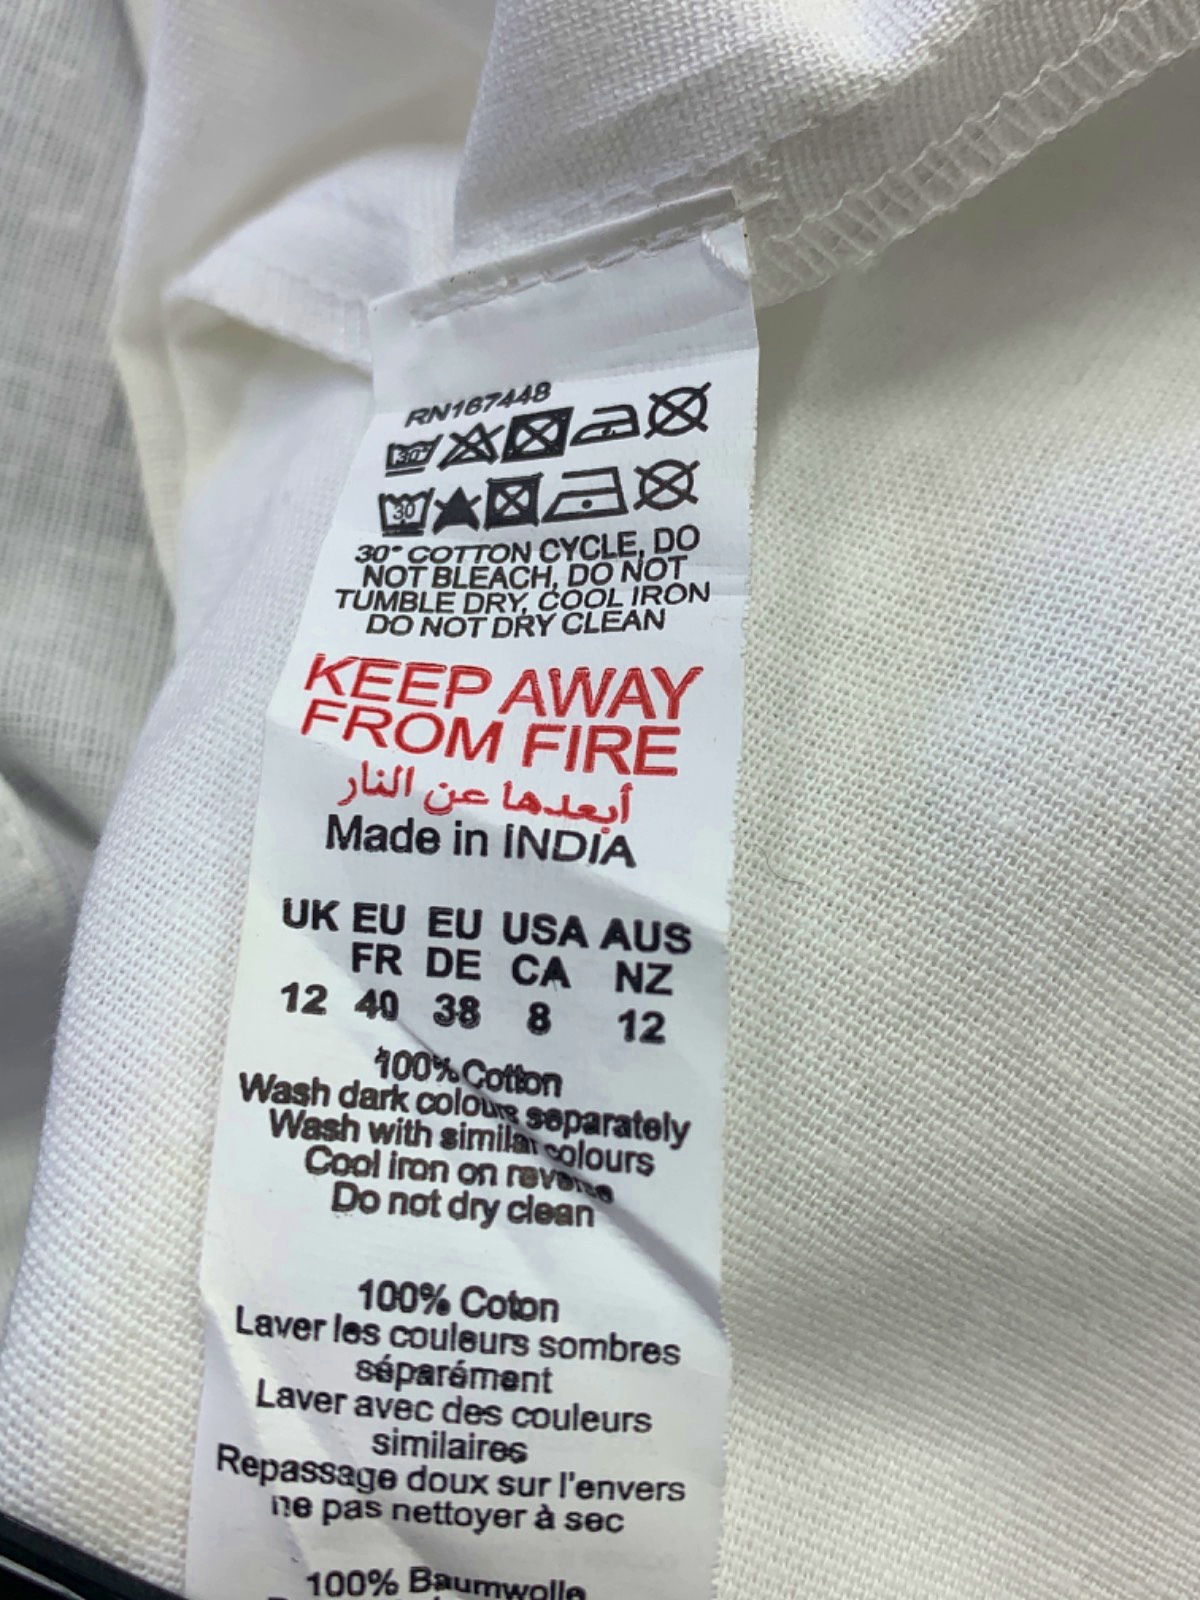 RN167448
30°
30
30° COTTON CYCLE, DO
NOT BLEACH, DO NOT
TUMBLE DRY, COOL IRON
DO NOT DRY CLEAN
KEEP AWAY
FROM FIRE
أبعدها عن النار
Made in INDIA
UK EU EU USA AUS
FR DE CA NZ
12 40 38 8 12
100% Cotton
Wash dark colours separately
Wash with similar colours
Cool iron on reverse
Do not dry clean
100% Coton
Laver les couleurs sombres
séparément
Laver avec des couleurs
similaires
Repassage doux sur l'envers
ne pas nettoyer à sec
100% Baumwolle